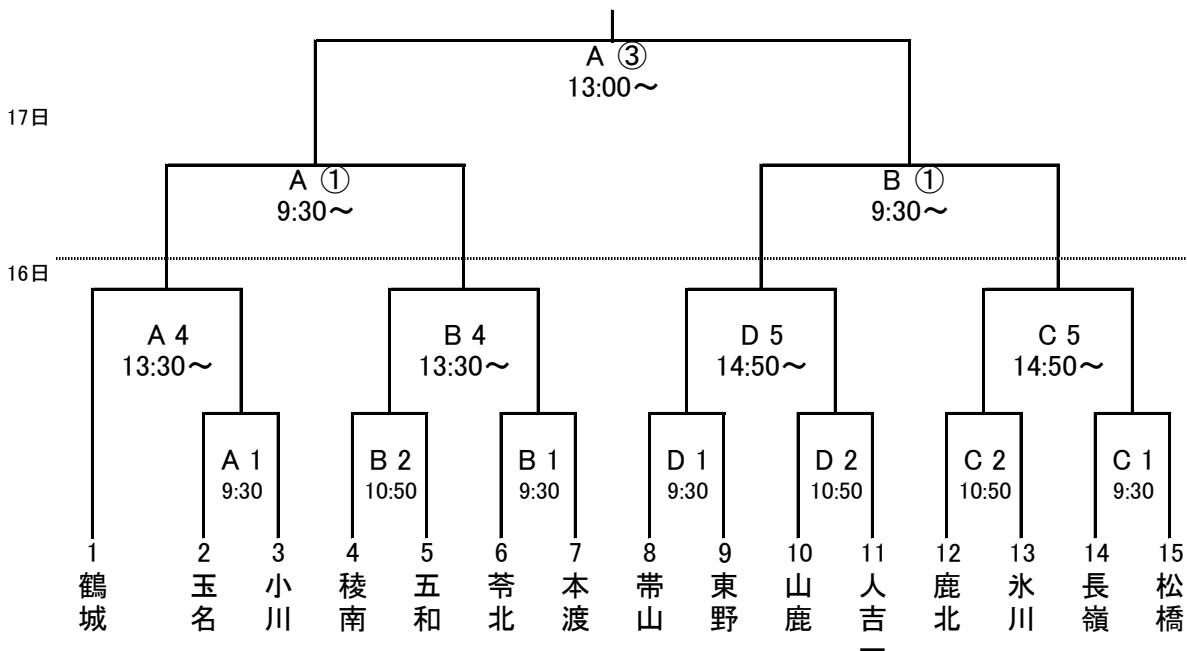 A ③
13:00～
17日
A ①
9:30～
B ①
9:30～
16日
A 4
13:30～
B 4
13:30～
D 5
14:50～
C 5
14:50～
A 1
9:30
B 2
10:50
B 1
9:30
D 1
9:30
D 2
10:50
C 2
10:50
C 1
9:30
1
鶴城
2
玉名
3
小川
4
稜南
5
五和
6
苓北
7
本渡
8
帯山
9
東野
10
山鹿
11
人吉一
12
鹿北
13
氷川
14
長嶺
15
松橋